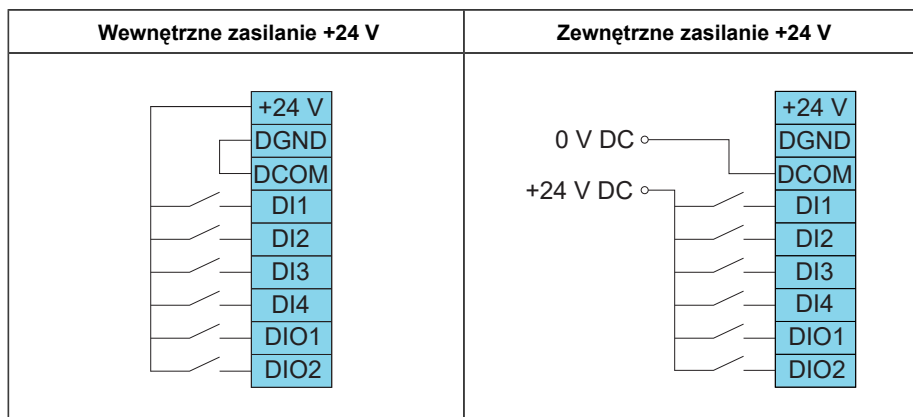 Wewnętrzne zasilanie +24 V
Zewnętrzne zasilanie +24 V
+24 V
DGND
DCOM
DI1
DI2
DI3
DI4
DIO1
DIO2
0 V DC
+24 V DC
+24 V
DGND
DCOM
DI1
DI2
DI3
DI4
DIO1
DIO2